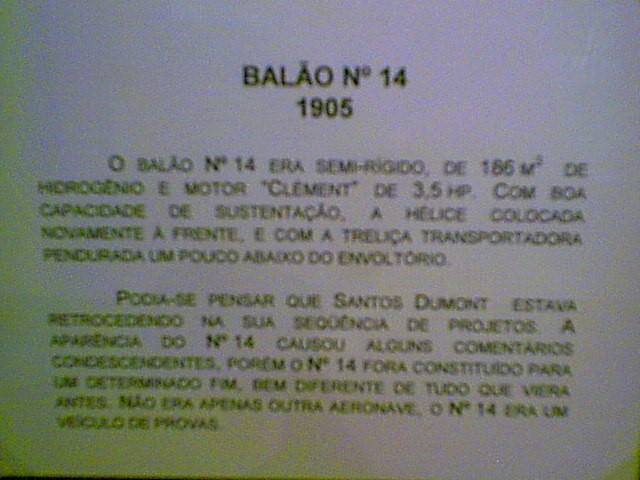 BALÃO Nº 14
1905
O BALÃO Nº 14 ERA SEMI-RÍGIDO, DE 186 M³ DE
HIDROGÊNIO E MOTOR "CLÉMENT" DE 3,5 HP. COM BOA
CAPACIDADE DE SUSTENTAÇÃO, A HÉLICE COLOCADA
NOVAMENTE À FRENTE, E COM A TRELIÇA TRANSPORTADORA
PENDURADA UM POUCO ABAIXO DO ENVOLTÓRIO.
PODIA-SE PENSAR QUE SANTOS DUMONT ESTAVA
RETROCEDENDO NA SUA SEQÜÊNCIA DE PROJETOS. A
APARÊNCIA DO Nº 14 CAUSOU ALGUNS COMENTÁRIOS
CONDESCENDENTES, PORÉM O Nº 14 FORA CONSTITUÍDO PARA
UM DETERMINADO FIM, BEM DIFERENTE DE TUDO QUE VIERA
ANTES. NÃO ERA APENAS OUTRA AERONAVE, O Nº 14 ERA UM
VEÍCULO DE PROVAS.